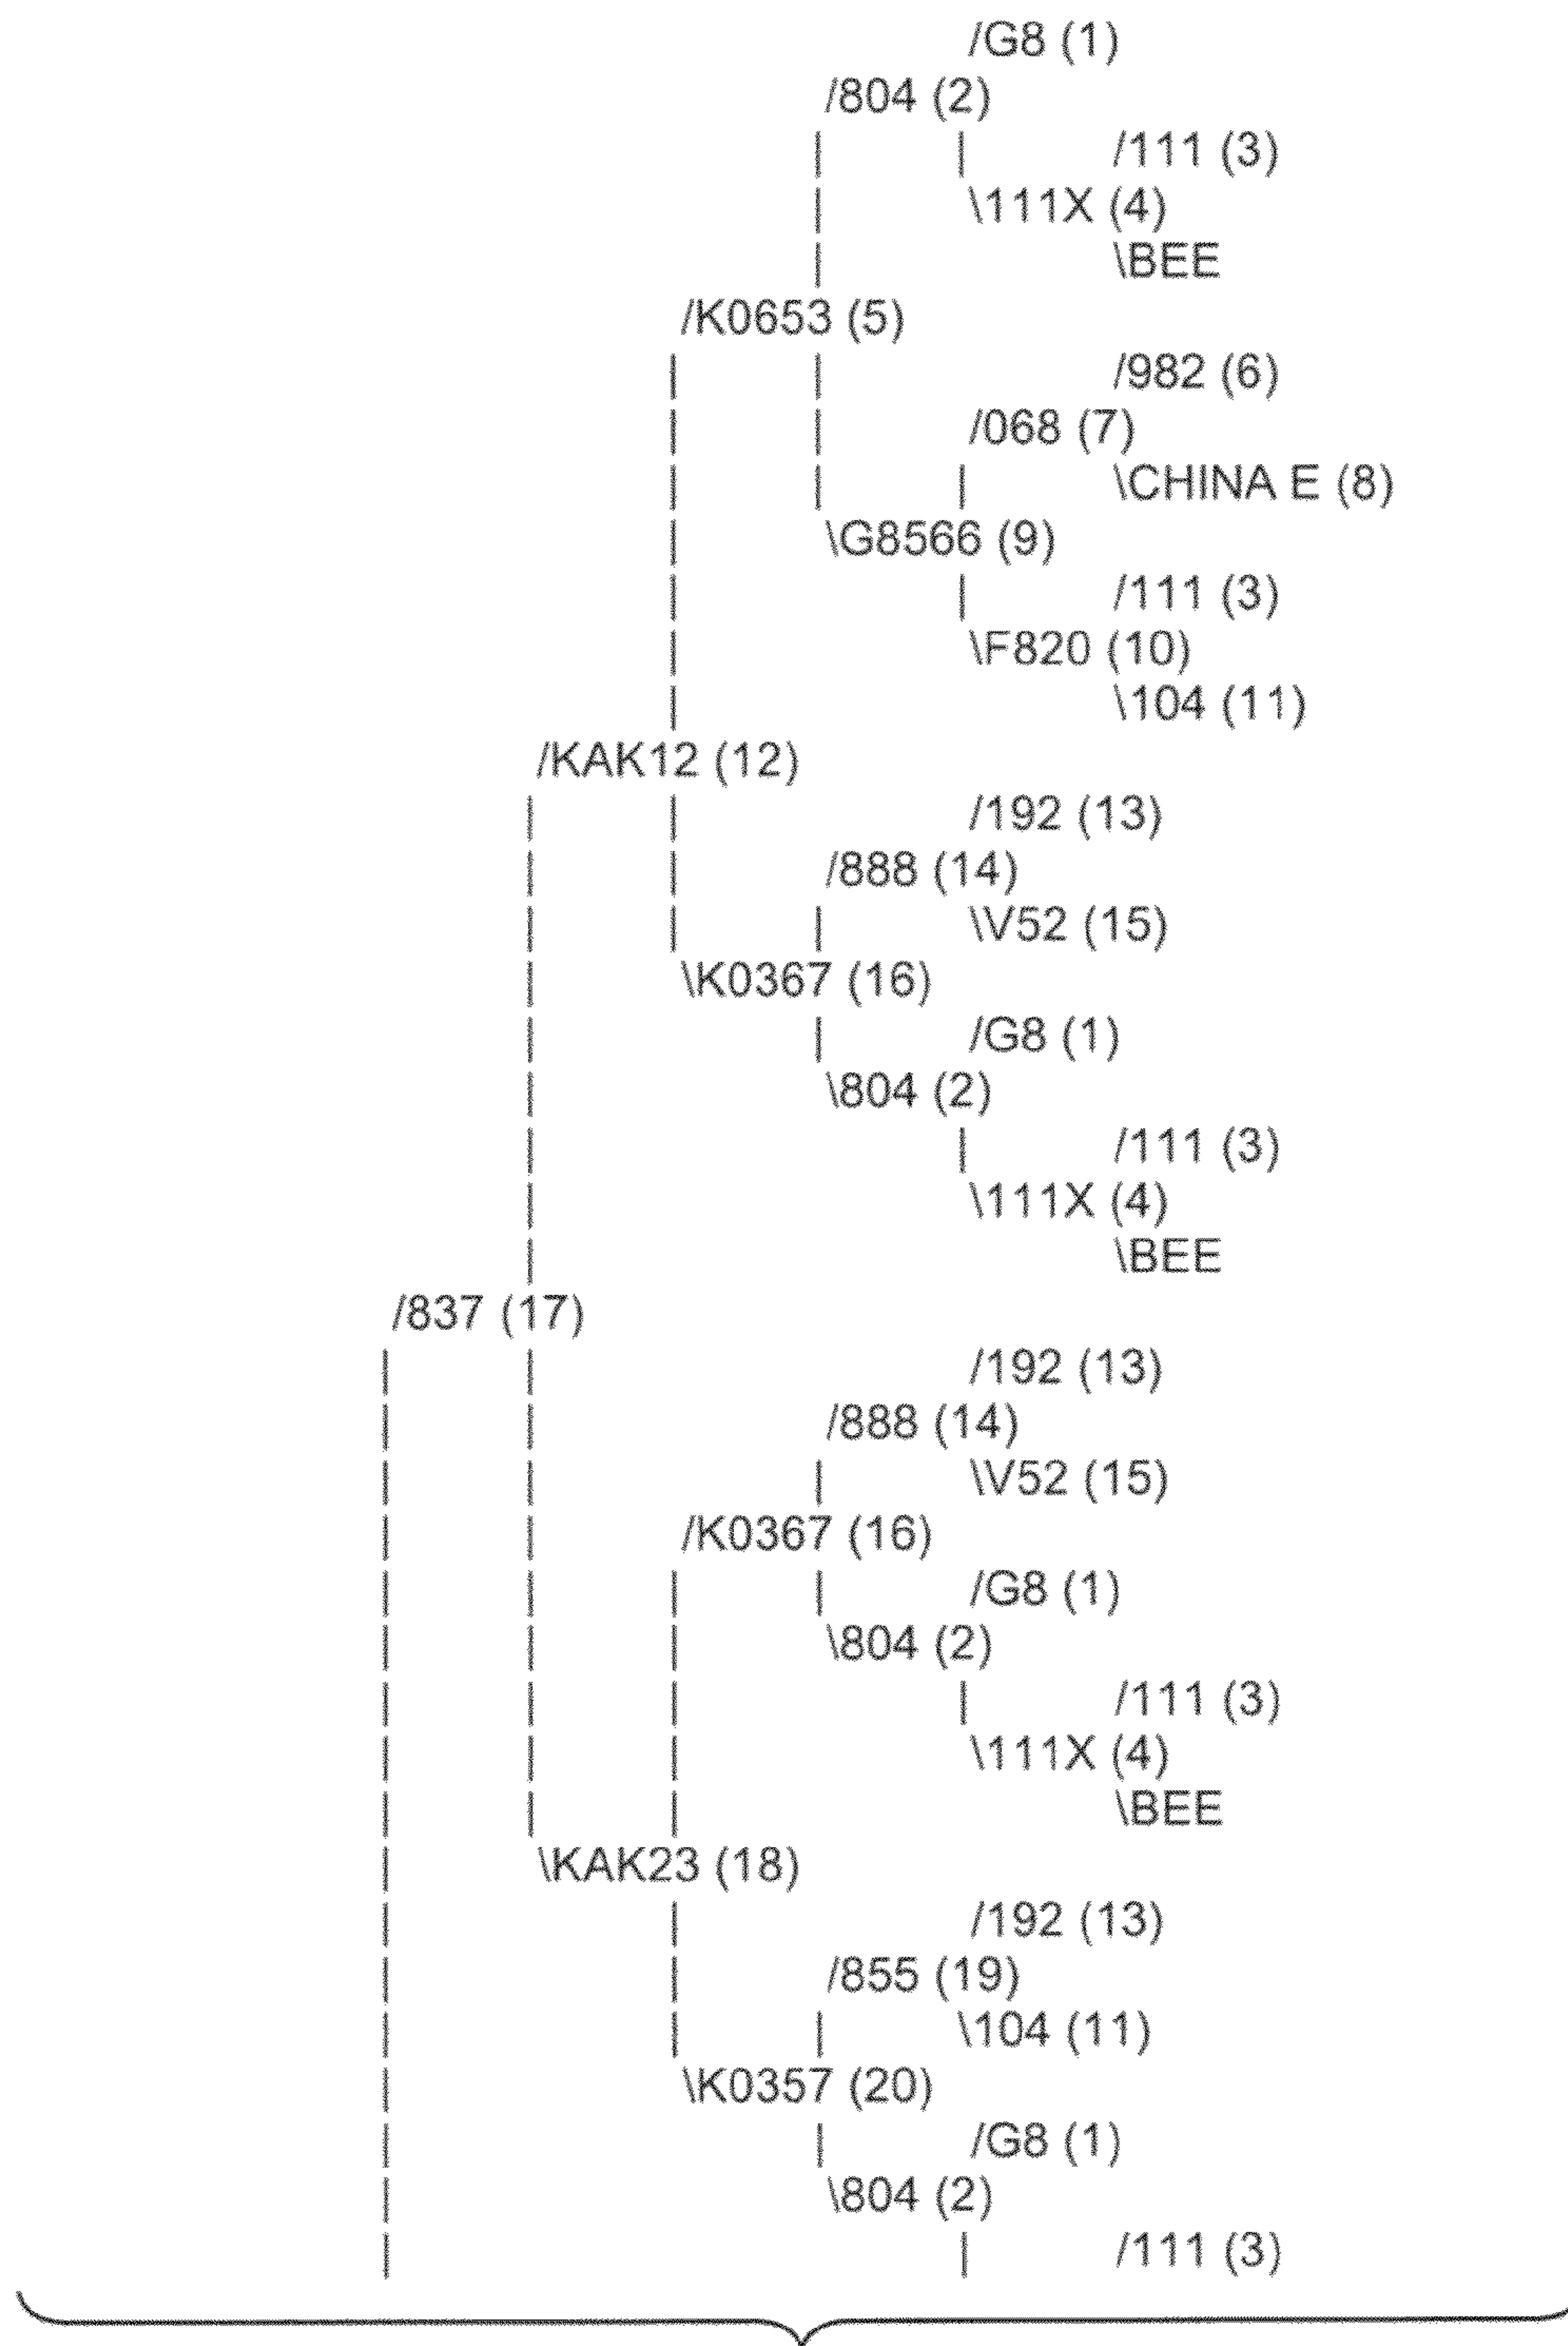 /G8 (1)
/804 (2)
| | /111 (3)
| \111X (4)
| \BEE
/K0653 (5)
| | /982 (6)
| | /068 (7)
| | | \CHINA E (8)
| \G8566 (9)
| | /111 (3)
| \F820 (10)
| \104 (11)
/KAK12 (12)
| | /192 (13)
| | /888 (14)
| | | \V52 (15)
| \K0367 (16)
| | /G8 (1)
| \804 (2)
| | /111 (3)
| \111X (4)
| \BEE
/837 (17)
| | /192 (13)
| | /888 (14)
| | | \V52 (15)
| | /K0367 (16)
| | | | /G8 (1)
| | | \804 (2)
| | | | /111 (3)
| | | \111X (4)
| | | \BEE
| \KAK23 (18)
| | /192 (13)
| | /855 (19)
| | | \104 (11)
| \K0357 (20)
| | /G8 (1)
| \804 (2)
| | /111 (3)